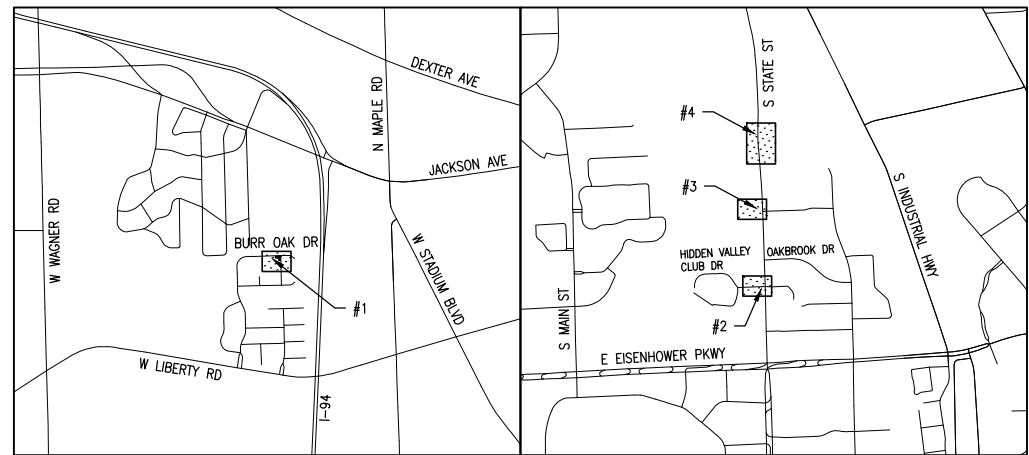 DEXTER AVE
N MAPLE RD
JACKSON AVE
W WAGNER RD
BURR OAK DR
#1
W STADIUM BLVD
W LIBERTY RD
I-94
S STATE ST
#4
#3
S INDUSTRIAL HWY
HIDDEN VALLEY
CLUB DR
OAKBROOK DR
#2
S MAIN ST
E EISENHOWER PKWY